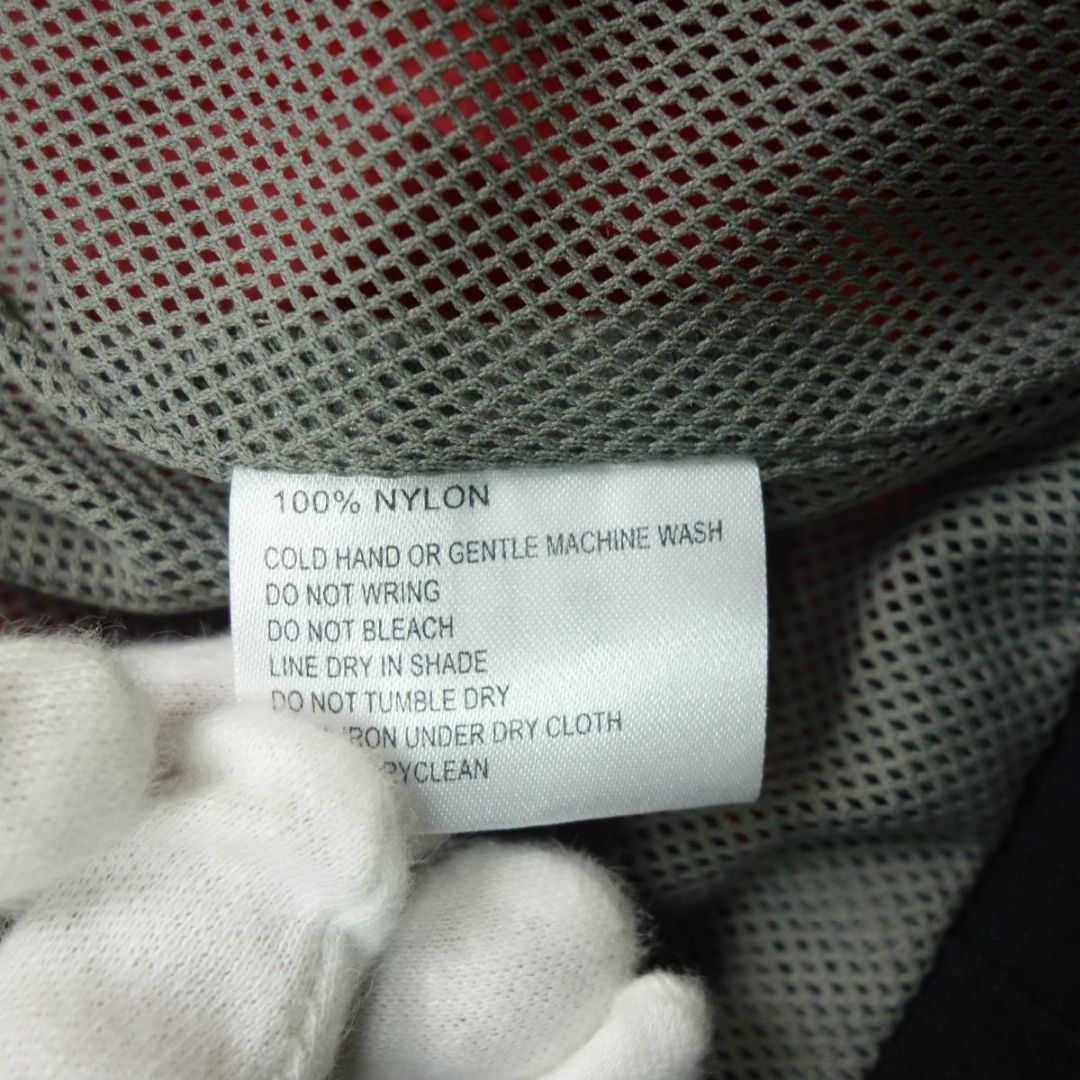 100% NYLON
COLD HAND OR GENTLE MACHINE WASH
DO NOT WRING
DO NOT BLEACH
LINE DRY IN SHADE
DO NOT TUMBLE DRY
IRON UNDER DRY CLOTH